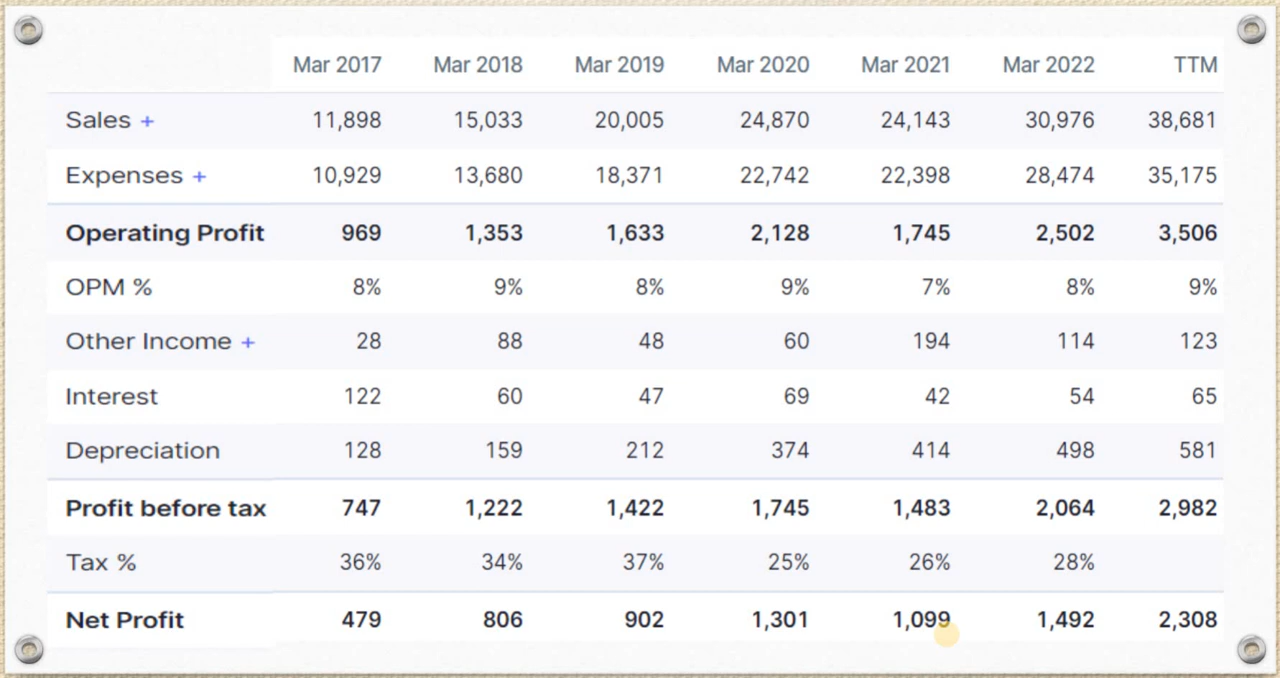 Mar 2017 Mar 2018 Mar 2019 Mar 2020 Mar 2021 Mar 2022 TTM
Sales + 11,898 15,033 20,005 24,870 24,143 30,976 38,681
Expenses + 10,929 13,680 18,371 22,742 22,398 28,474 35,175
Operating Profit 969 1,353 1,633 2,128 1,745 2,502 3,506
OPM % 8% 9% 8% 9% 7% 8% 9%
Other Income + 28 88 48 60 194 114 123
Interest 122 60 47 69 42 54 65
Depreciation 128 159 212 374 414 498 581
Profit before tax 747 1,222 1,422 1,745 1,483 2,064 2,982
Tax % 36% 34% 37% 25% 26% 28%
Net Profit 479 806 902 1,301 1,099 1,492 2,308